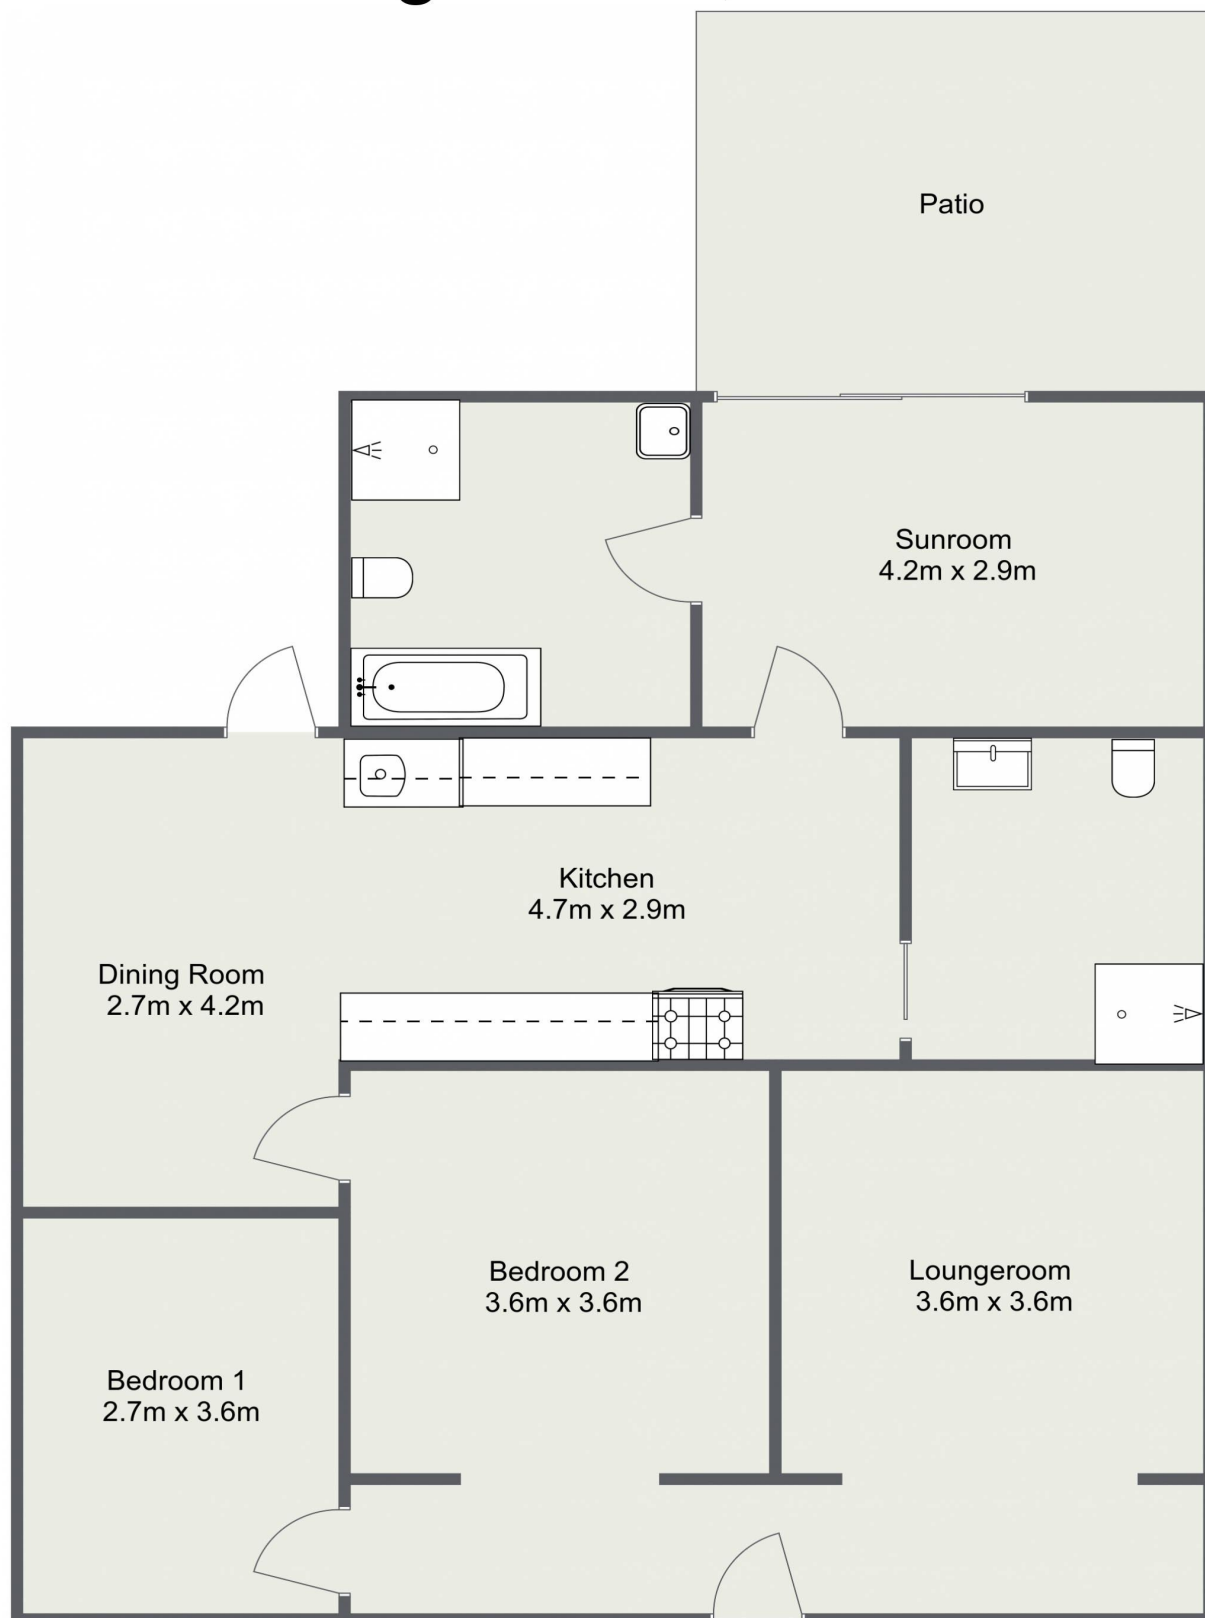 Patio
Sunroom
4.2m x 2.9m
Kitchen
4.7m x 2.9m
Dining Room
2.7m x 4.2m
Bedroom 2
3.6m x 3.6m
Loungeroom
3.6m x 3.6m
Bedroom 1
2.7m x 3.6m